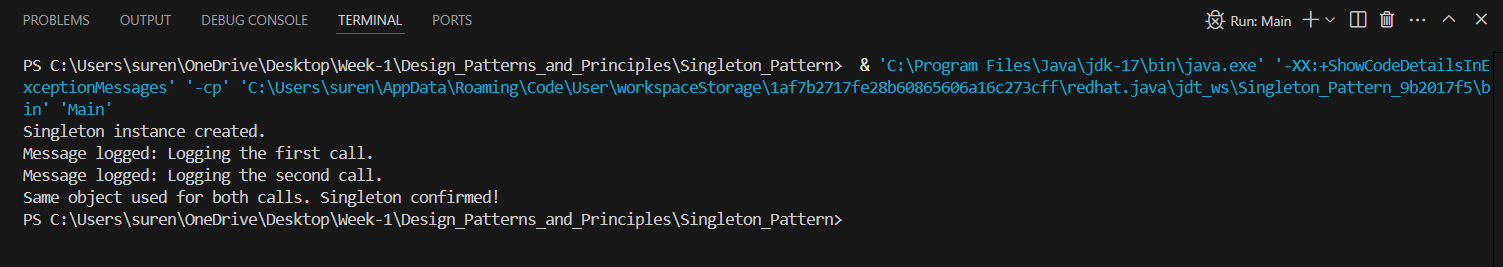 PROBLEMS OUTPUT DEBUG CONSOLE TERMINAL PORTS Run: Main
PS C:\Users\suren\OneDrive\Desktop\Week-1\Design_Patterns_and_Principles\Singleton_Pattern>  & 'C:\Program Files\Java\jdk-17\bin\java.exe' '-XX:+ShowCodeDetailsInE
xceptionMessages' '-cp' 'C:\Users\suren\AppData\Roaming\Code\User\workspaceStorage\1af7b2717fe28b60865606a16c273cff\redhat.java\jdt_ws\Singleton_Pattern_9b2017f5\b
in' 'Main'
Singleton instance created.
Message logged: Logging the first call.
Message logged: Logging the second call.
Same object used for both calls. Singleton confirmed!
PS C:\Users\suren\OneDrive\Desktop\Week-1\Design_Patterns_and_Principles\Singleton_Pattern>